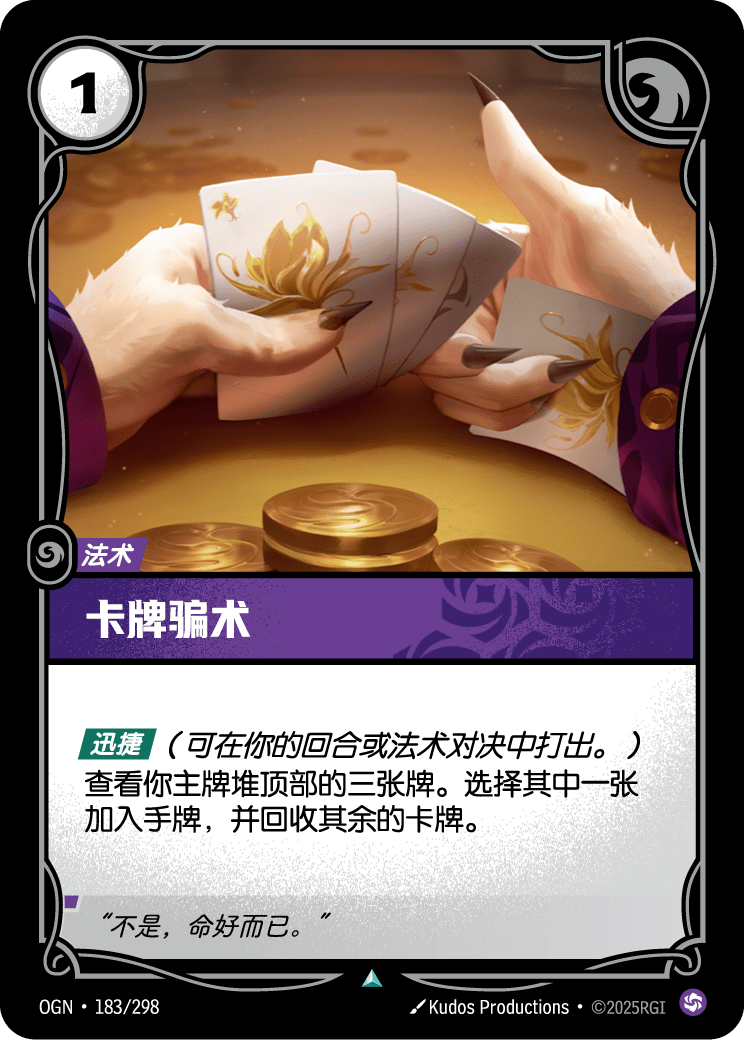 1
法术
卡牌骗术
迅捷（可在你的回合或法术对决中打出。）
查看你主牌堆顶部的三张牌。选择其中一张
加入手牌，并回收其余的卡牌。
“不是，命好而已。”
OGN • 183/298 Kudos Productions • ©2025RGI